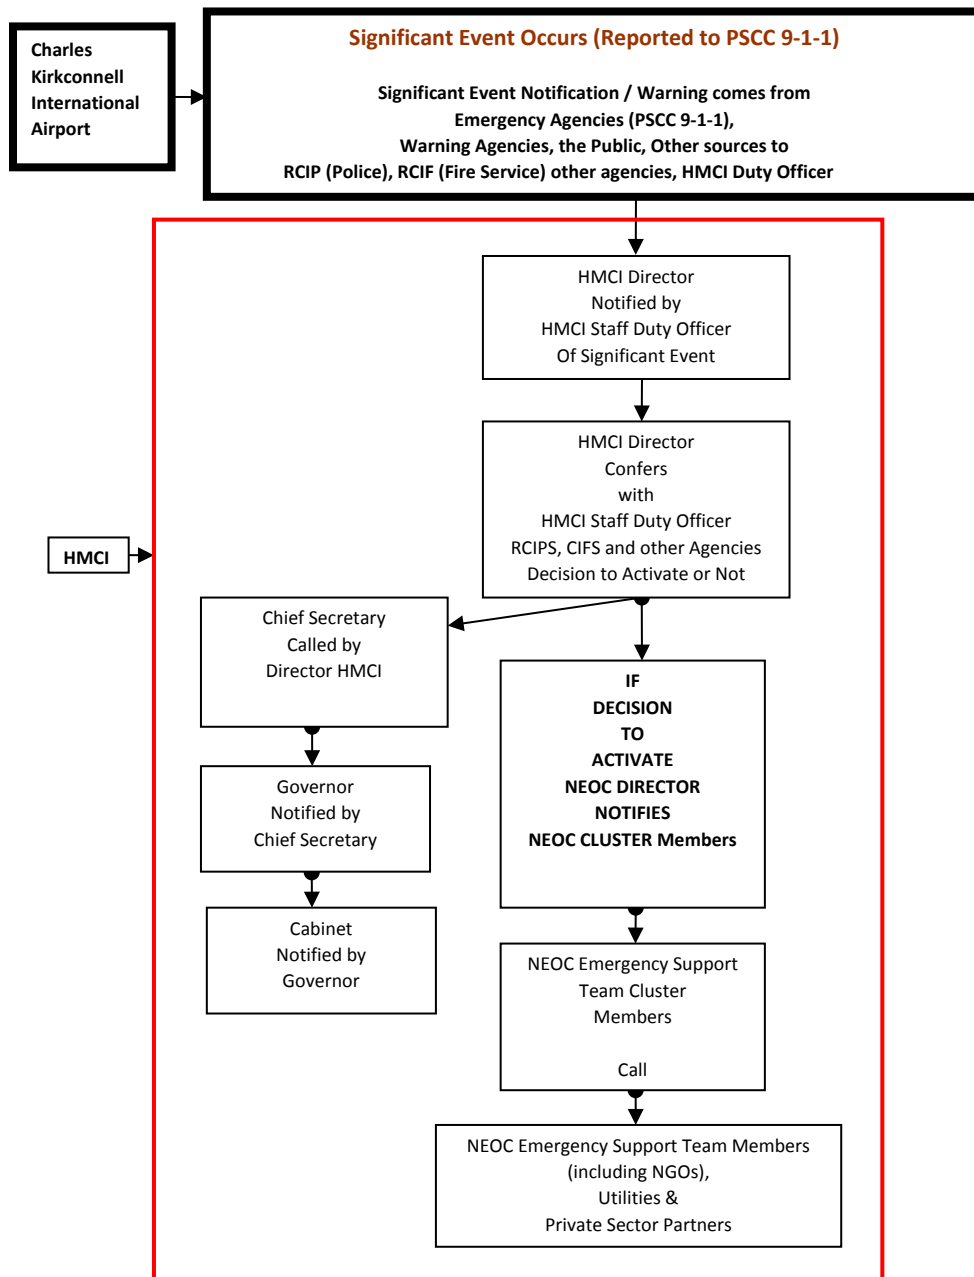 Charles
Kirkconnell
International
Airport
Significant Event Occurs (Reported to PSCC 9-1-1)
Significant Event Notification / Warning comes from
Emergency Agencies (PSCC 9-1-1),
Warning Agencies, the Public, Other sources to
RCIP (Police), RCIF (Fire Service) other agencies, HMCI Duty Officer
HMCI Director
Notified by
HMCI Staff Duty Officer
Of Significant Event
HMCI Director
Confers
with
HMCI Staff Duty Officer
RCIPS, CIFS and other Agencies
Decision to Activate or Not
HMCI
Chief Secretary
Called by
Director HMCI
IF
DECISION
TO
ACTIVATE
NEOC DIRECTOR
NOTIFIES
NEOC CLUSTER Members
Governor
Notified by
Chief Secretary
Cabinet
Notified by
Governor
NEOC Emergency Support
Team Cluster
Members
Call
NEOC Emergency Support Team Members
(including NGOs),
Utilities &
Private Sector Partners